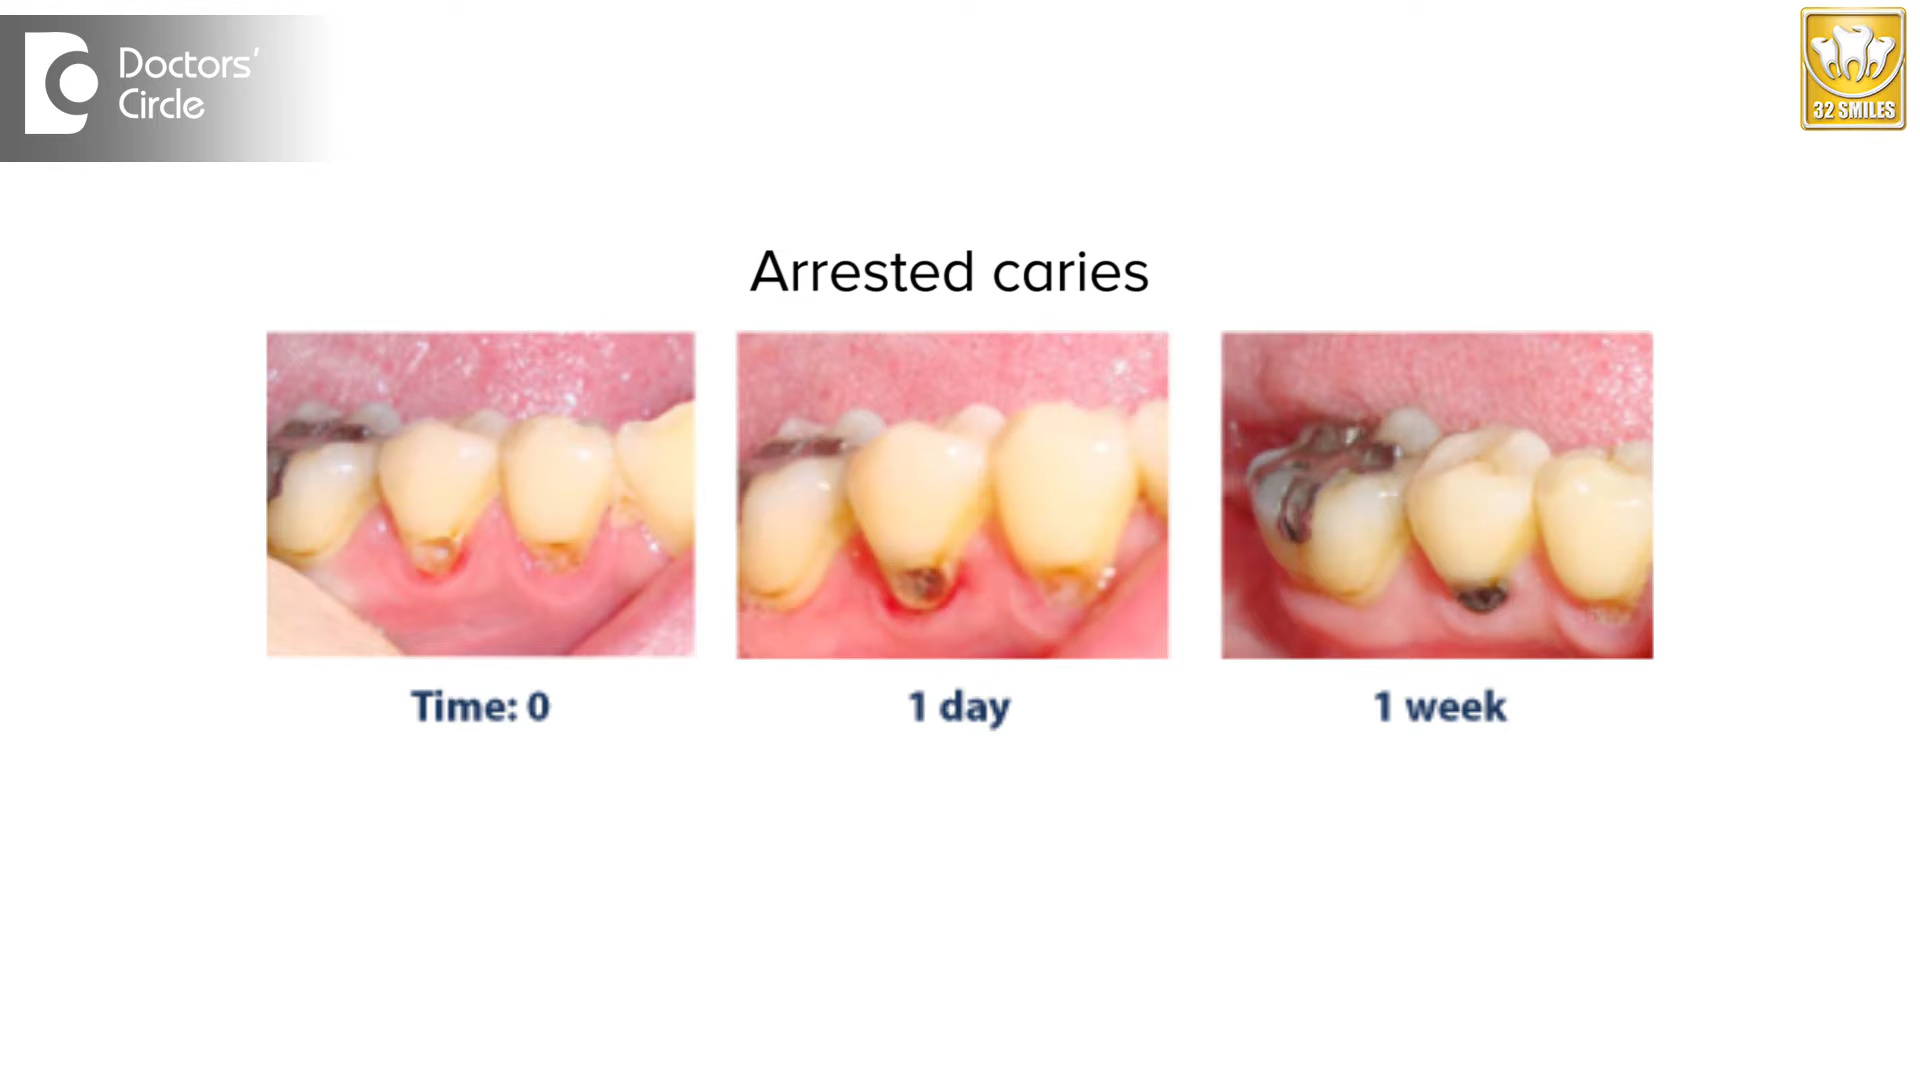 Doctors'
Circle
32 SMILES
Arrested caries
Time: 0
1 day
1 week